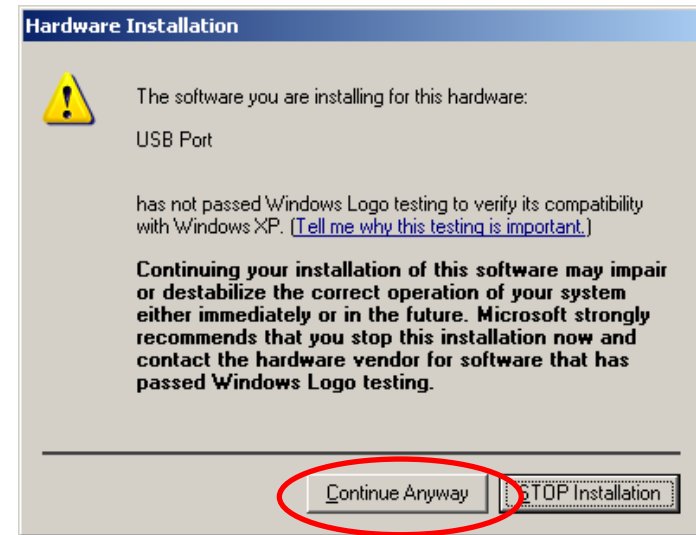 Hardware Installation
The software you are installing for this hardware:
USB Port
has not passed Windows Logo testing to verify its compatibility
with Windows XP. (Tell me why this testing is important.)
Continuing your installation of this software may impair
or destabilize the correct operation of your system
either immediately or in the future. Microsoft strongly
recommends that you stop this installation now and
contact the hardware vendor for software that has
passed Windows Logo testing.
Continue Anyway STOP Installation